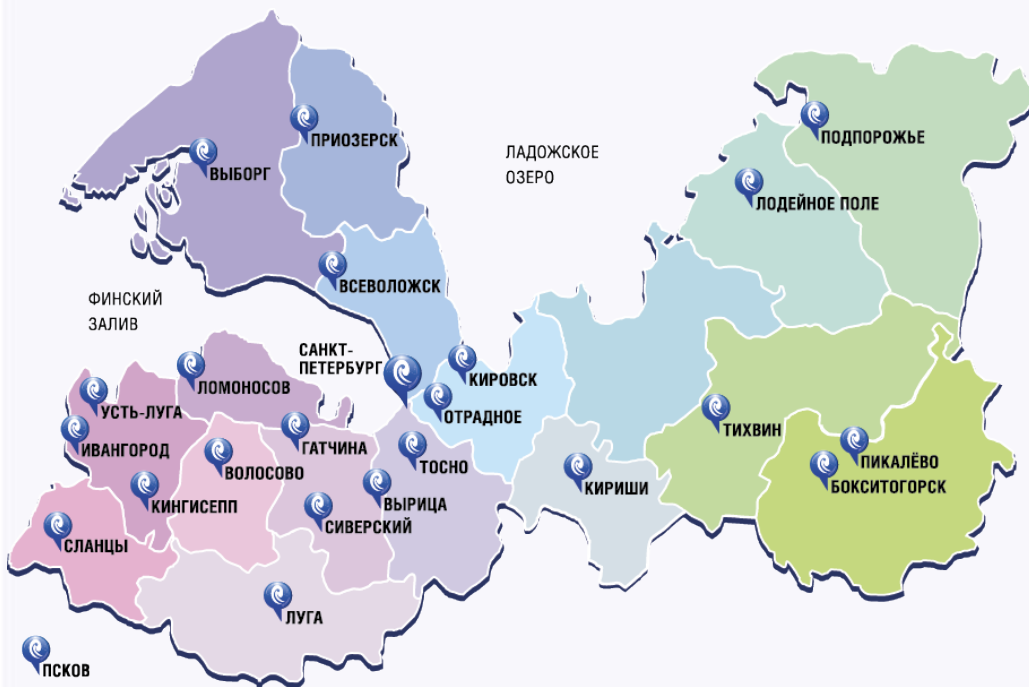 ПОДПОРОЖЬЕ
ПРИОЗЕРСК
ЛАДОЖСКОЕ
ОЗЕРО
ВЫБОРГ
ЛОДЕЙНОЕ ПОЛЕ
ВСЕВОЛОЖСК
ФИНСКИЙ
ЗАЛИВ
САНКТ-
ПЕТЕРБУРГ
КИРОВСК
ЛОМОНОСОВ
УСТЬ-ЛУГА
ОТРАДНОЕ
ТИХВИН
ИВАНГОРОД
ГАТЧИНА
ТОСНО
ПИКАЛЁВО
ВОЛОСОВО
КИРИШИ
БОКСИТОГОРСК
КИНГИСЕПП
ВЫРИЦА
СИВЕРСКИЙ
СЛАНЦЫ
ЛУГА
ПСКОВ